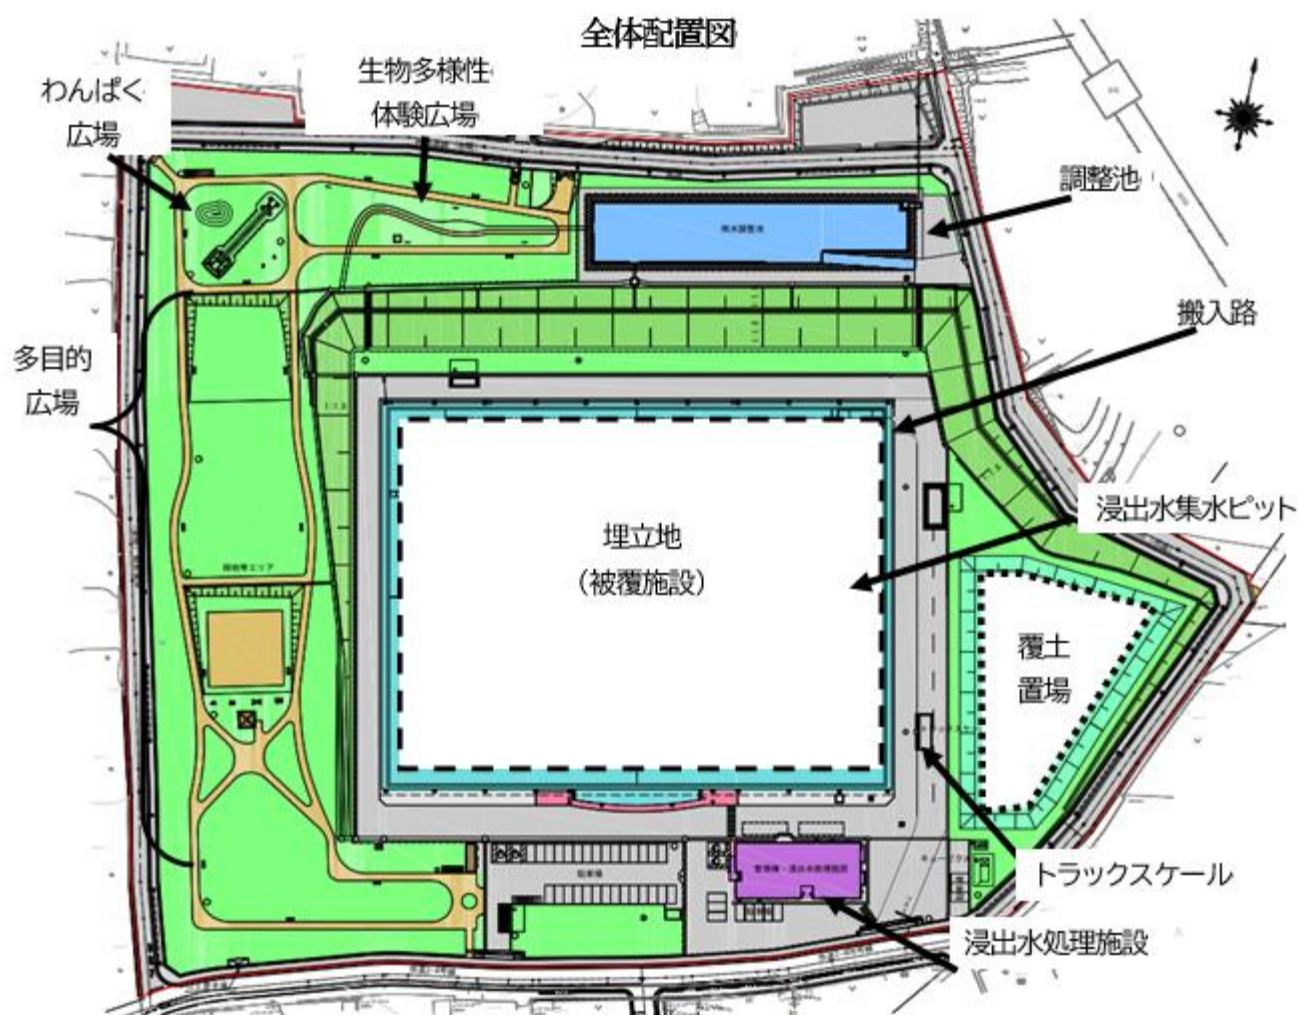 全体配置図
わんぱく
広場
生物多様性
体験広場
調整池
搬入路
多目的
広場
浸出水集水ピット
埋立地
（被覆施設）
覆土
置場
駐車場
トラックスケール
浸出水処理施設